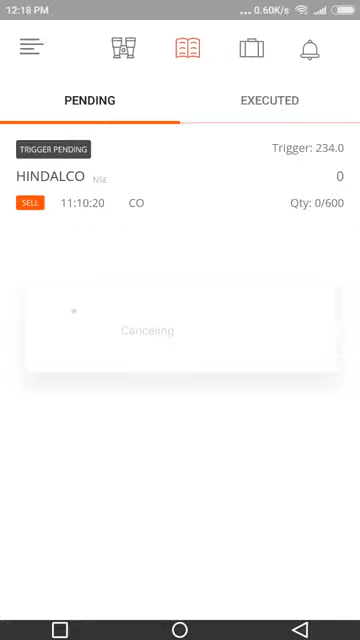 12:18 PM ... 0.60K/s
PENDING EXECUTED
TRIGGER PENDING Trigger: 234.0
HINDALCO NSE 0
SELL 11:10:20 CO Qty: 0/600
Canceling